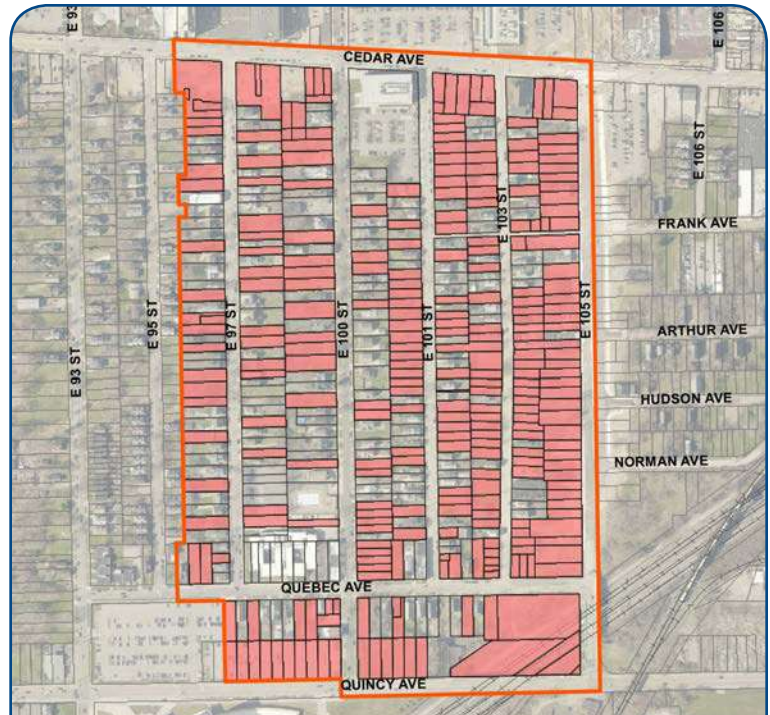 E 93
E 106
CEDAR AVE
E 106 ST
E 103 ST
FRANK AVE
E 93 ST
E 95 ST
E 97 ST
E 100 ST
E 101 ST
E 105 ST
ARTHUR AVE
HUDSON AVE
NORMAN AVE
QUEBEC AVE
QUINCY AVE